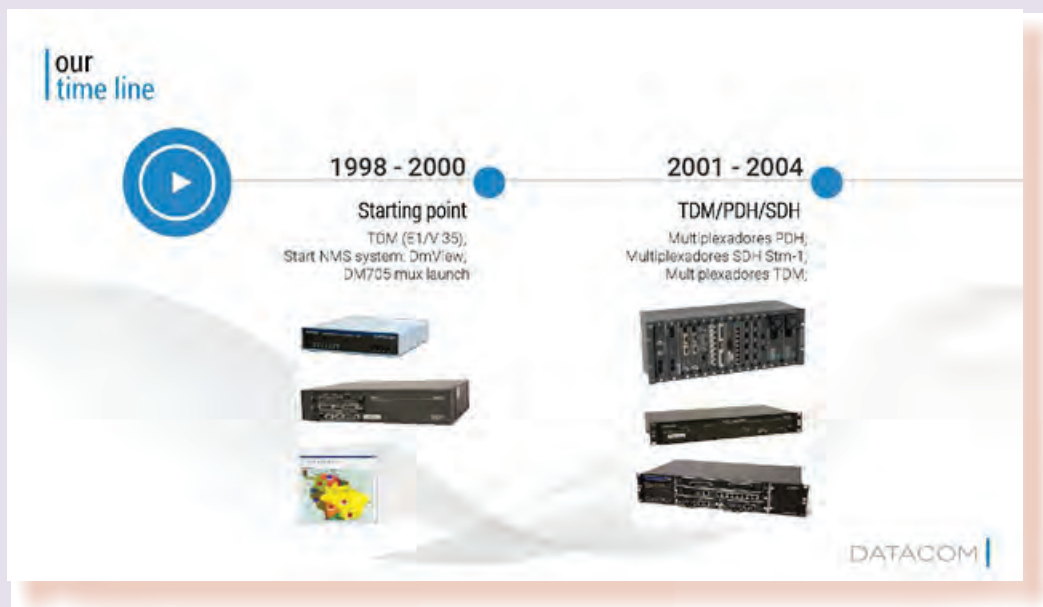 our
time line
1998 - 2000
Starting point
TDM (E1/V 35),
Start NMS system: DmView,
DM705 mux launch
2001 - 2004
TDM/PDH/SDH
Multiplexadores PDH;
Multiplexadores SDH Stm-1,
Multiplexadores TDM;
DATACOM